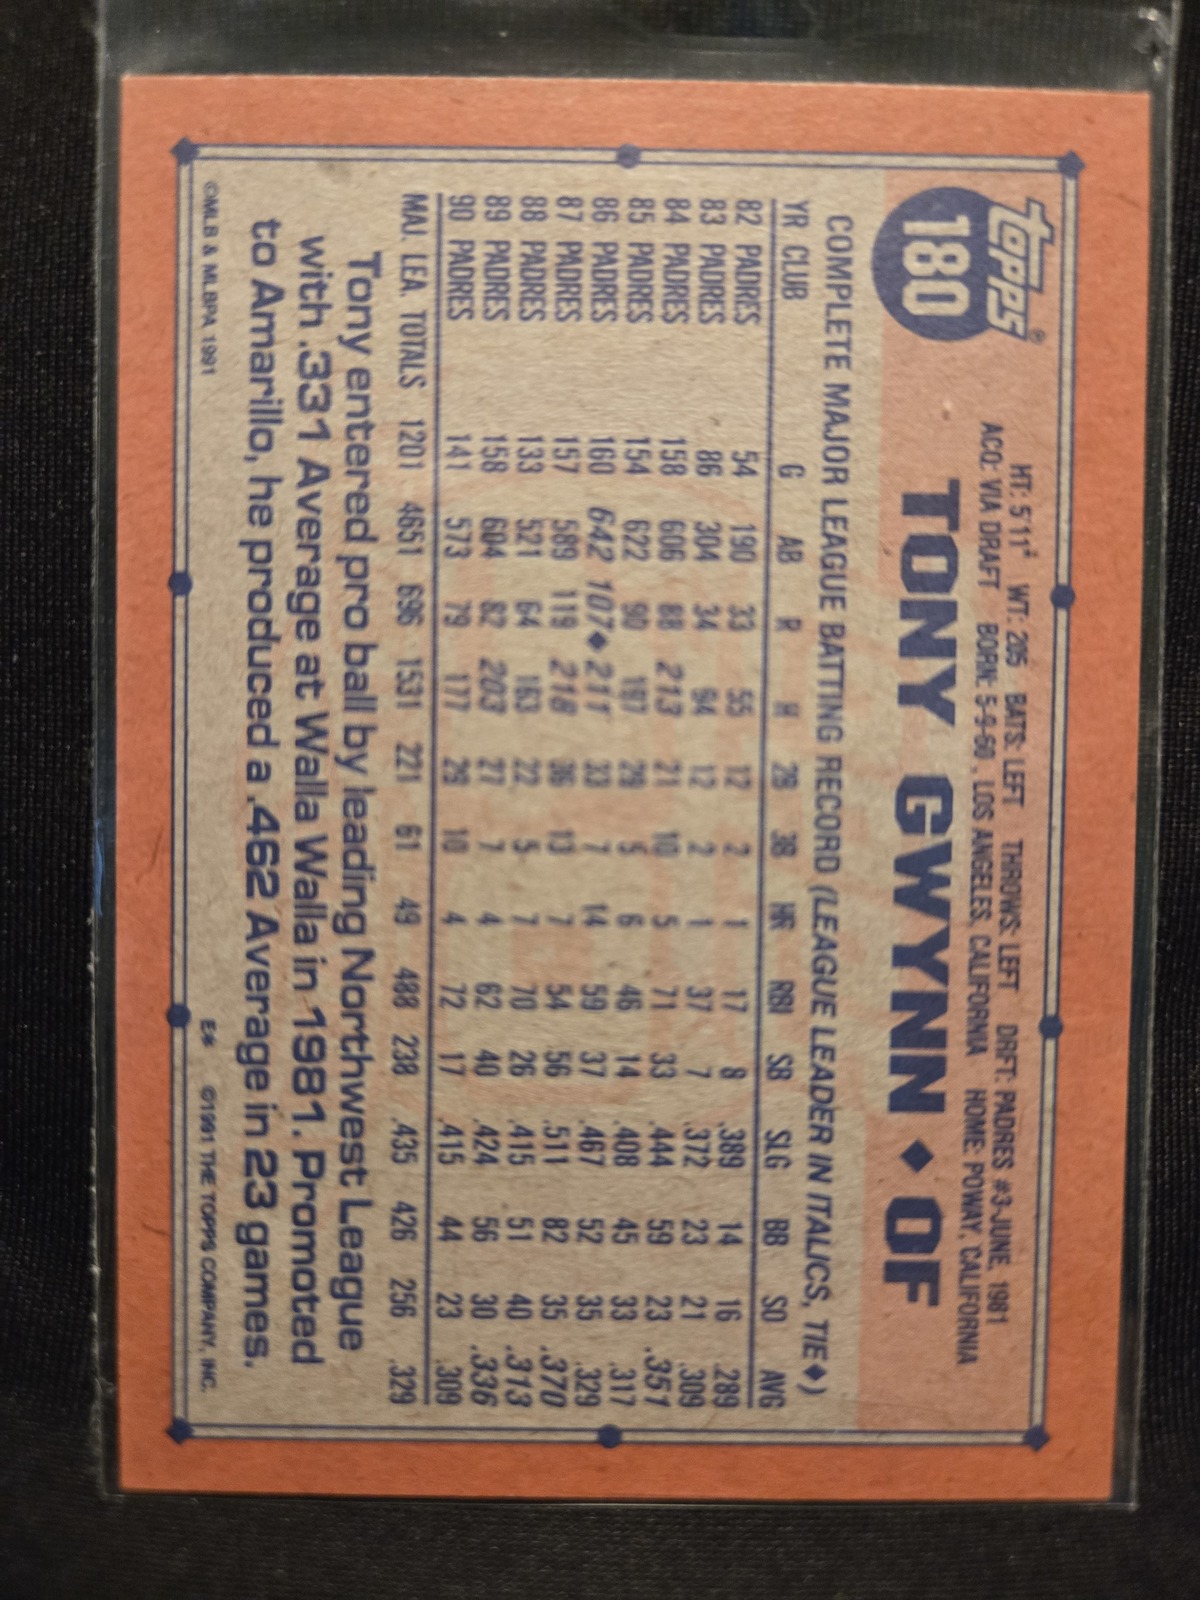 topps®
180
HT: 5'11" WT: 205 BATS: LEFT THROWS: LEFT DRFT: PADRES #3-JUNE, 1981
ACQ: VIA DRAFT BORN: 5-9-60, LOS ANGELES, CALIFORNIA HOME: POWAY, CALIFORNIA
TONY GWYNN ♦ OF
COMPLETE MAJOR LEAGUE BATTING RECORD (LEAGUE LEADER IN ITALICS, TIE♦)
YR CLUB G AB R H 2B 3B HR RBI SB SLG BB SO AVG
82 PADRES 54 190 33 55 12 2 1 17 8 .389 14 16 .289
83 PADRES 86 304 34 94 12 2 1 37 7 .372 23 21 .309
84 PADRES 158 606 88 213 21 10 5 71 33 .444 59 23 .351
85 PADRES 154 622 90 197 29 5 6 46 14 .408 45 33 .317
86 PADRES 160 642 107♦ 211 33 7 14 59 37 .467 52 35 .329
87 PADRES 157 589 119 218 36 13 7 54 56 .511 82 35 .370
88 PADRES 133 521 64 163 22 5 7 70 26 .415 51 40 .313
89 PADRES 158 604 82 203 27 7 4 62 40 .424 56 30 .336
90 PADRES 141 573 79 177 29 10 4 72 17 .415 44 23 .309
MAJ. LEA. TOTALS 1201 4651 696 1531 221 61 49 488 238 .435 426 256 .329
Tony entered pro ball by leading Northwest League
with .331 Average at Walla Walla in 1981. Promoted
to Amarillo, he produced a .462 Average in 23 games.
©MLB & MLBPA 1991 ©1991 THE TOPPS COMPANY, INC.